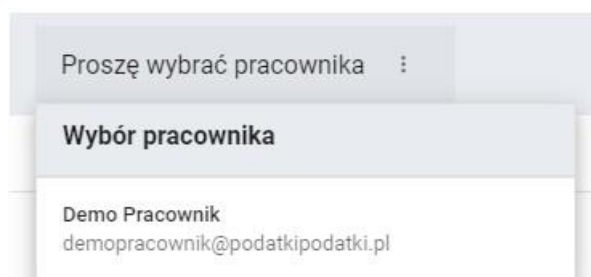 Proszę wybrać pracownika
Wybór pracownika
Demo Pracownik
demopracownik@podatkipodatki.pl